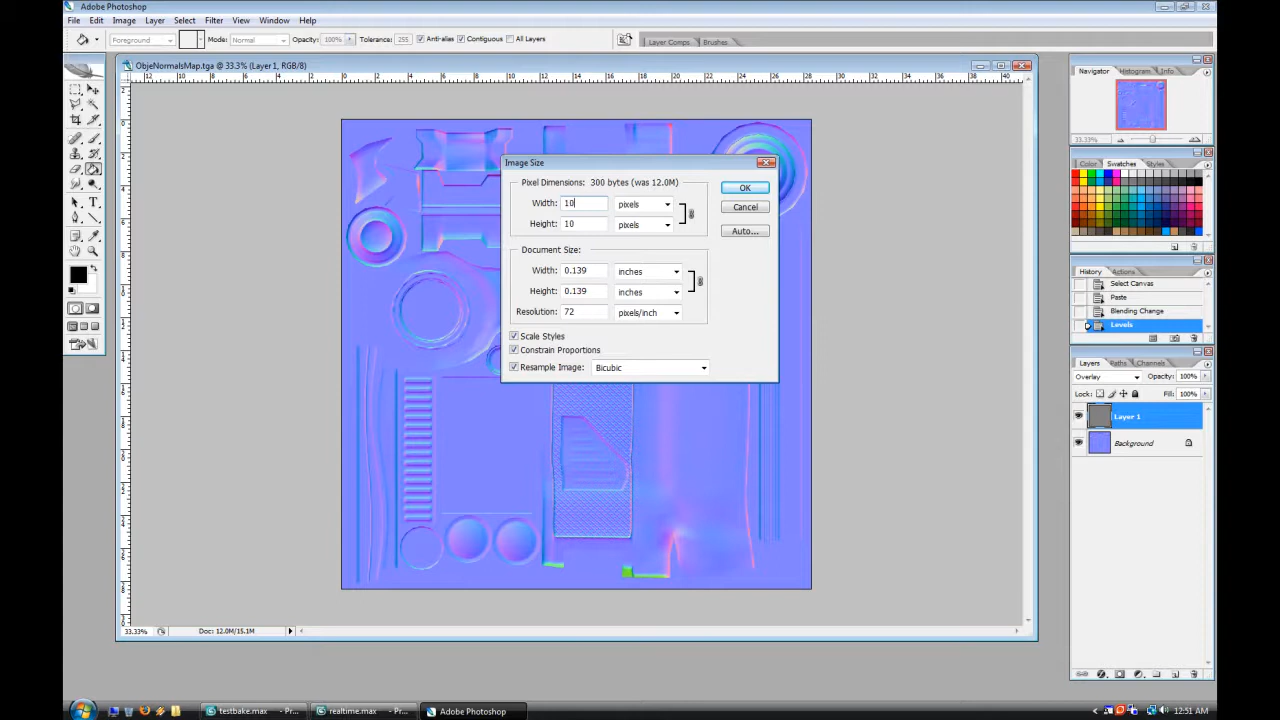 Adobe Photoshop
File Edit Image Layer Select Filter View Window Help
Foreground Mode: Normal Opacity: 100% Tolerance: 255 Anti-alias Contiguous All Layers Layer Comps Brushes
ObjeNormalsMap.tga @ 33.3% (Layer 1, RGB/8)
Image Size
Pixel Dimensions: 300 bytes (was 12.0M)
Width: 10 pixels
Height: 10 pixels
OK
Cancel
Auto...
Document Size:
Width: 0.139 inches
Height: 0.139 inches
Resolution: 72 pixels/inch
Scale Styles
Constrain Proportions
Resample Image: Bicubic
Navigator Histogram Info
33.33%
Color Swatches Styles
History Actions
Select Canvas
Paste
Blending Change
Levels
Layers Paths Channels
Overlay Opacity: 100%
Lock: Fill: 100%
Layer 1
Background
33.33% Doc: 12.0M/15.1M
testbake.max - Pr... realtime.max - Pr... Adobe Photoshop 12:51 AM